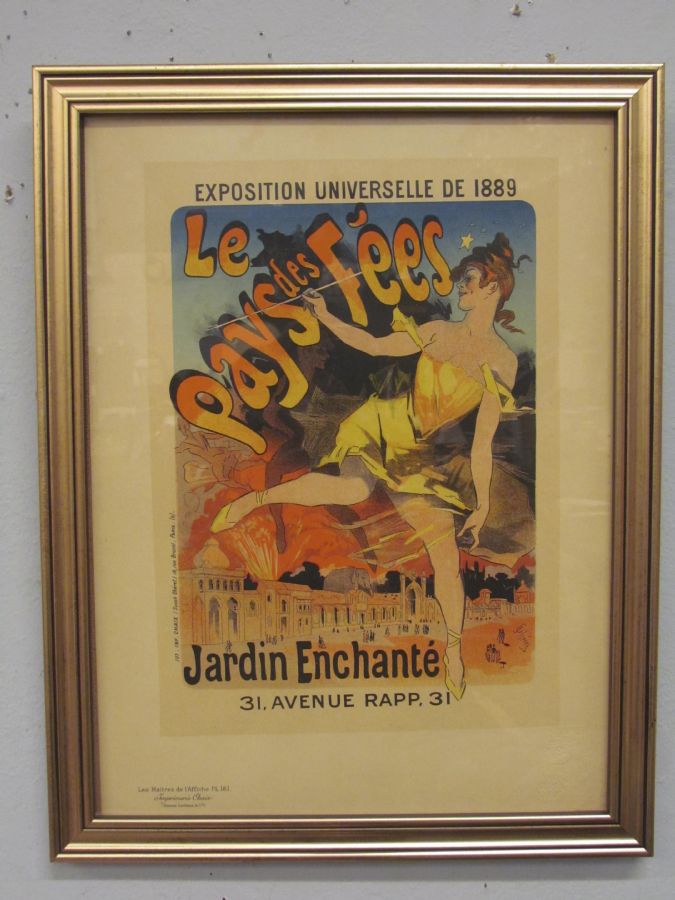 EXPOSITION UNIVERSELLE DE 1889
Le
Pays des Fées
Jardin Enchanté
31, AVENUE RAPP, 31
Les Maîtres de l'Affiche PL. 161
Imprimerie Chaix